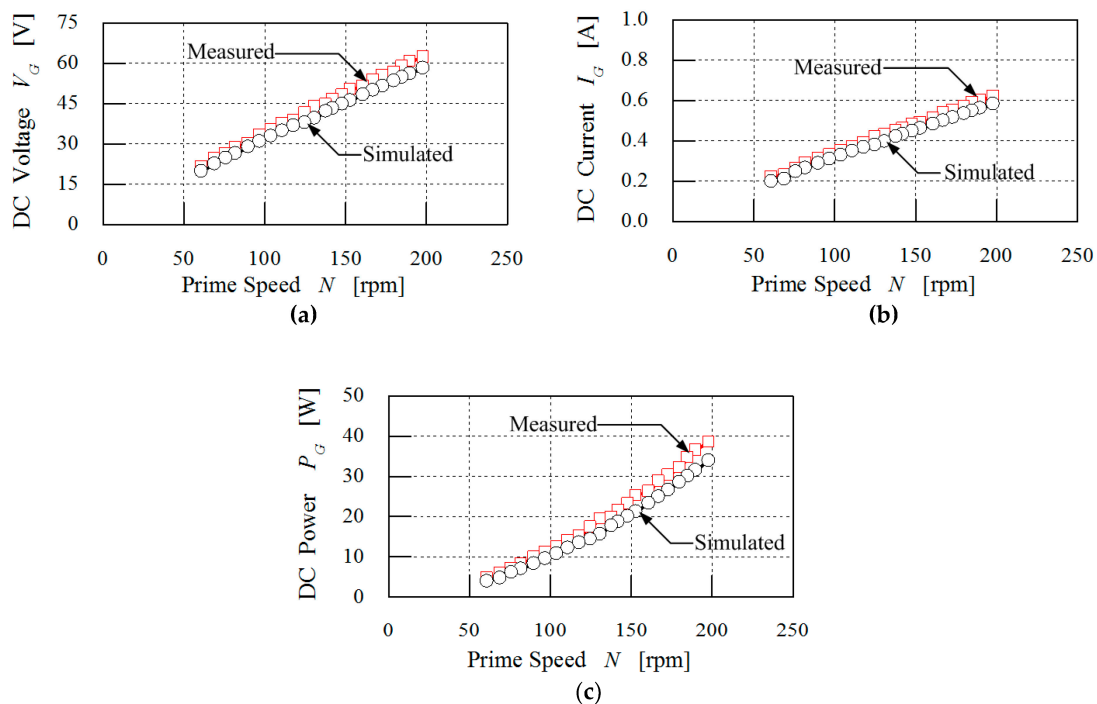 DC Voltage V_G [V]
75
60
45
30
15
0
Measured
Simulated
0 50 100 150 200 250
Prime Speed N [rpm]
(a)
DC Current I_G [A]
1.0
0.8
0.6
0.4
0.2
0.0
Measured
Simulated
0 50 100 150 200 250
Prime Speed N [rpm]
(b)
DC Power P_G [W]
50
40
30
20
10
0
Measured
Simulated
0 50 100 150 200 250
Prime Speed N [rpm]
(c)